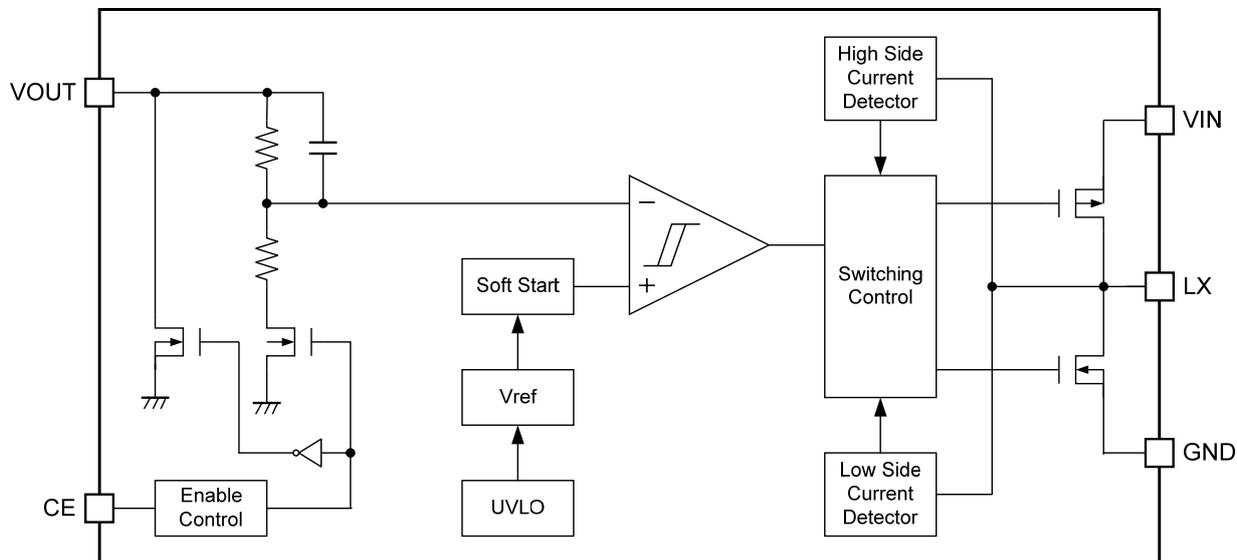 High Side
Current
Detector
VOUT
VIN
−
Switching
Control
Soft Start
+
LX
Vref
GND
Low Side
Current
Detector
Enable
Control
CE
UVLO